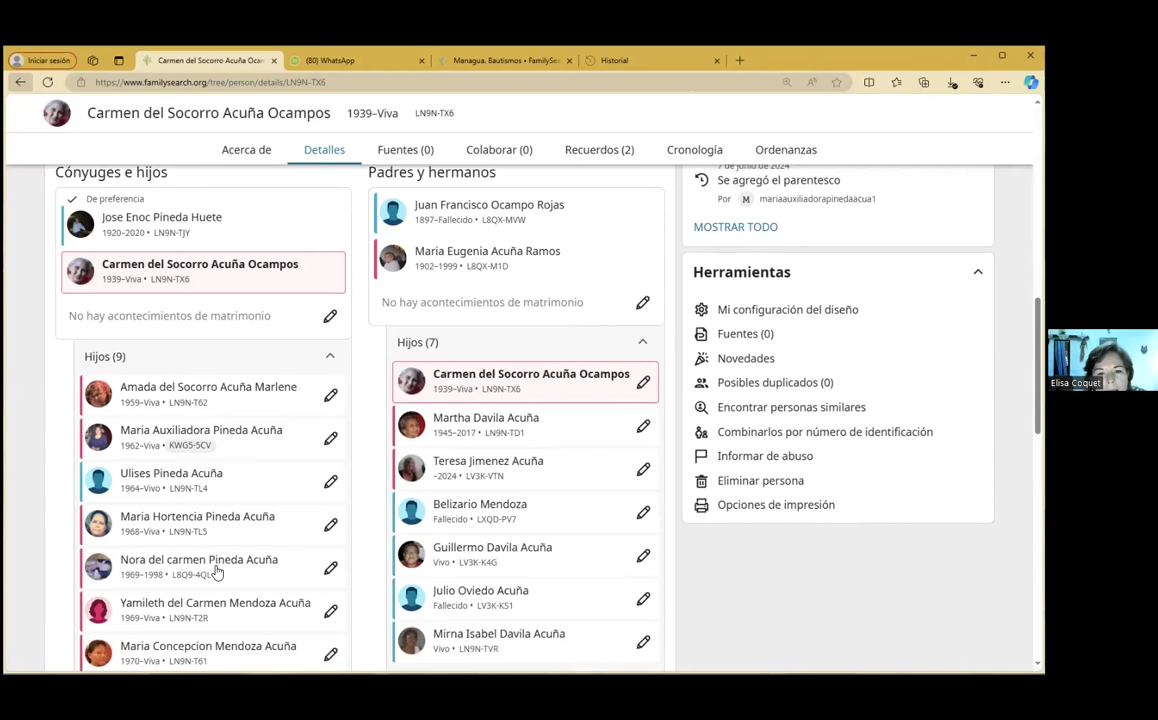 Iniciar sesión
Carmen del Socorro Acuña Ocam
(80) WhatsApp
Managua. Bautismos • FamilySea
Historial
https://www.familysearch.org/tree/person/details/LN9N-TX6
Carmen del Socorro Acuña Ocampos
1939–Viva
LN9N-TX6
Acerca de
Detalles
Fuentes (0)
Colaborar (0)
Recuerdos (2)
Cronología
Ordenanzas
Cónyuges e hijos
De preferencia
Jose Enoc Pineda Huete
1920–2020 • LN9N-TJY
Carmen del Socorro Acuña Ocampos
1939–Viva • LN9N-TX6
No hay acontecimientos de matrimonio
Hijos (9)
Amada del Socorro Acuña Marlene
1959–Viva • LN9N-T62
Maria Auxiliadora Pineda Acuña
1962–Viva • KWG5-5CV
Ulises Pineda Acuña
1964–Vivo • LN9N-TL4
Maria Hortencia Pineda Acuña
1968–Viva • LN9N-TL5
Nora del carmen Pineda Acuña
1969–1998 • L8Q9-4QL
Yamileth del Carmen Mendoza Acuña
1969–Viva • LN9N-T2R
Maria Concepcion Mendoza Acuña
1970–Viva • LN9N-T61
Padres y hermanos
Juan Francisco Ocampo Rojas
1897–Fallecido • L8QX-MVW
Maria Eugenia Acuña Ramos
1902–1999 • L8QX-M1D
No hay acontecimientos de matrimonio
Hijos (7)
Carmen del Socorro Acuña Ocampos
1939–Viva • LN9N-TX6
Martha Davila Acuña
1945–2017 • LN9N-TD1
Teresa Jimenez Acuña
–2024 • LV3K-VTN
Belizario Mendoza
Fallecido • LXQD-PV7
Guillermo Davila Acuña
Vivo • LV3K-K4G
Julio Oviedo Acuña
Fallecido • LV3K-KS1
Mirna Isabel Davila Acuña
Vivo • LN9N-TVR
7 de junio de 2024
Se agregó el parentesco
Por M mariaauxiliadorapinedaacua1
MOSTRAR TODO
Herramientas
Mi configuración del diseño
Fuentes (0)
Novedades
Posibles duplicados (0)
Encontrar personas similares
Combinarlos por número de identificación
Informar de abuso
Eliminar persona
Opciones de impresión
Elisa Coquet